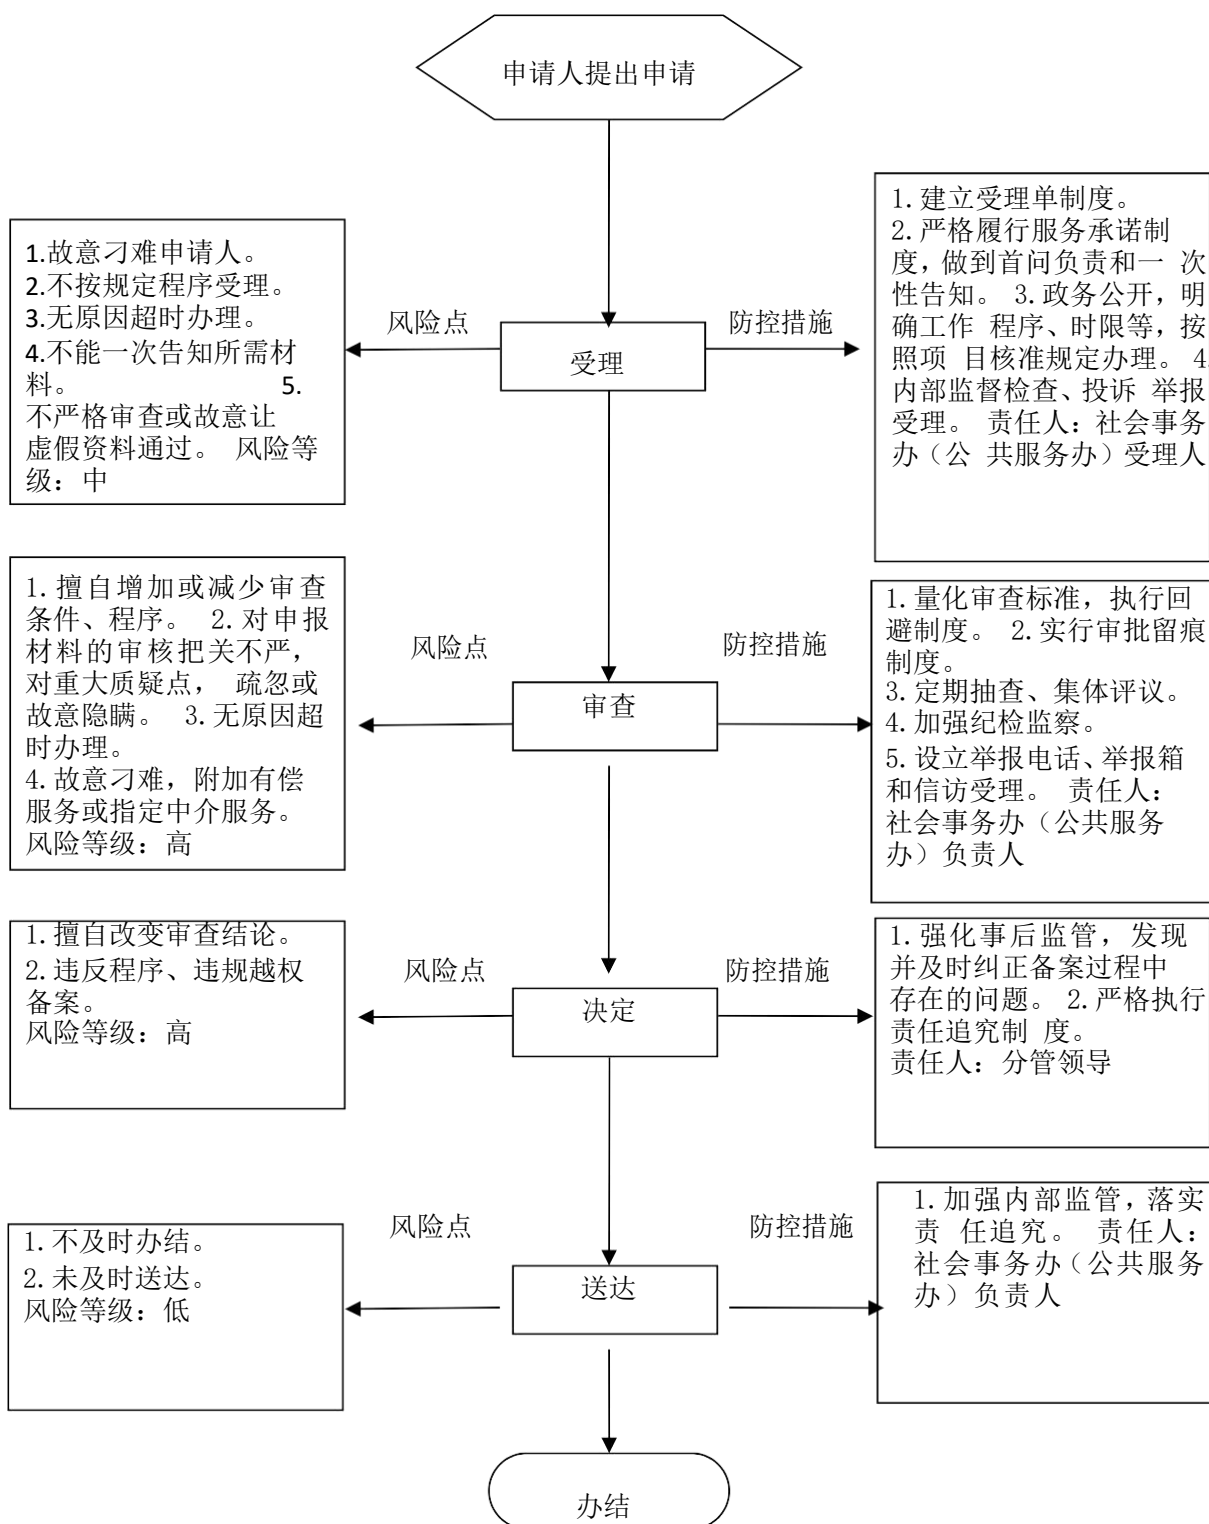 申请人提出申请
1.故意刁难申请人。
2.不按规定程序受理。
3.无原因超时办理。
4.不能一次告知所需材
料。 5.
不严格审查或故意让
虚假资料通过。 风险等
级：中
风险点
受理
防控措施
1.建立受理单制度。
2.严格履行服务承诺制
度，做到首问负责和一 次
性告知。 3.政务公开，明
确工作 程序、时限等，按
照项 目核准规定办理。 4.
内部监督检查、投诉 举报
受理。 责任人：社会事务
办（公 共服务办）受理人
1.擅自增加或减少审查
条件、程序。 2.对申报
材料的审核把关不严，
对重大质疑点， 疏忽或
故意隐瞒。 3.无原因超
时办理。
4.故意刁难，附加有偿
服务或指定中介服务。
风险等级：高
风险点
审查
防控措施
1.量化审查标准，执行回
避制度。 2.实行审批留痕
制度。
3.定期抽查、集体评议。
4.加强纪检监察。
5.设立举报电话、举报箱
和信访受理。 责任人：
社会事务办（公共服务
办）负责人
1.擅自改变审查结论。
2.违反程序、违规越权
备案。
风险等级：高
风险点
决定
防控措施
1.强化事后监管，发现
并及时纠正备案过程中
存在的问题。 2.严格执行
责任追究制 度。
责任人：分管领导
1.不及时办结。
2.未及时送达。
风险等级：低
风险点
送达
防控措施
1.加强内部监管，落实
责 任追究。 责任人：
社会事务办（公共服务
办）负责人
办结